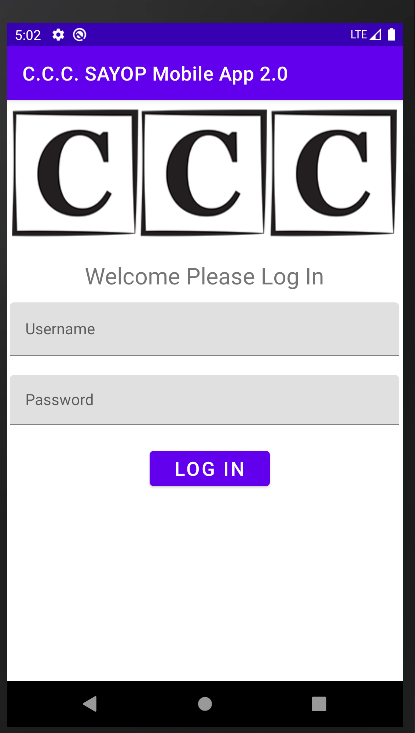 5:02 LTE
C.C.C. SAYOP Mobile App 2.0
C C C
Welcome Please Log In
Username
Password
LOG IN